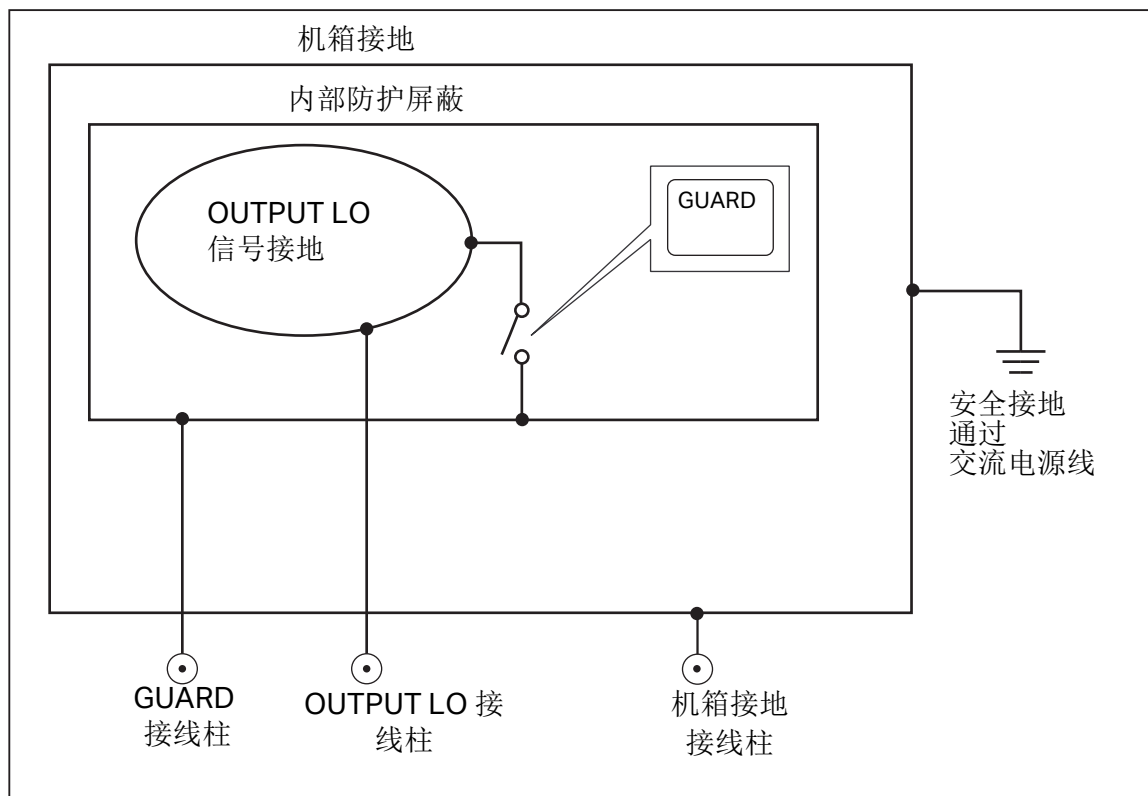 机箱接地
内部防护屏蔽
OUTPUT LO
信号接地
GUARD
安全接地
通过
交流电源线
GUARD
接线柱
OUTPUT LO 接
线柱
机箱接地
接线柱